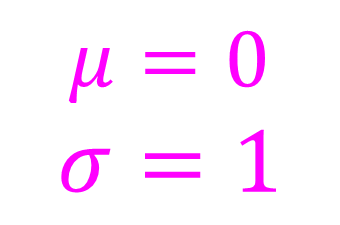 μ = 0
σ = 1